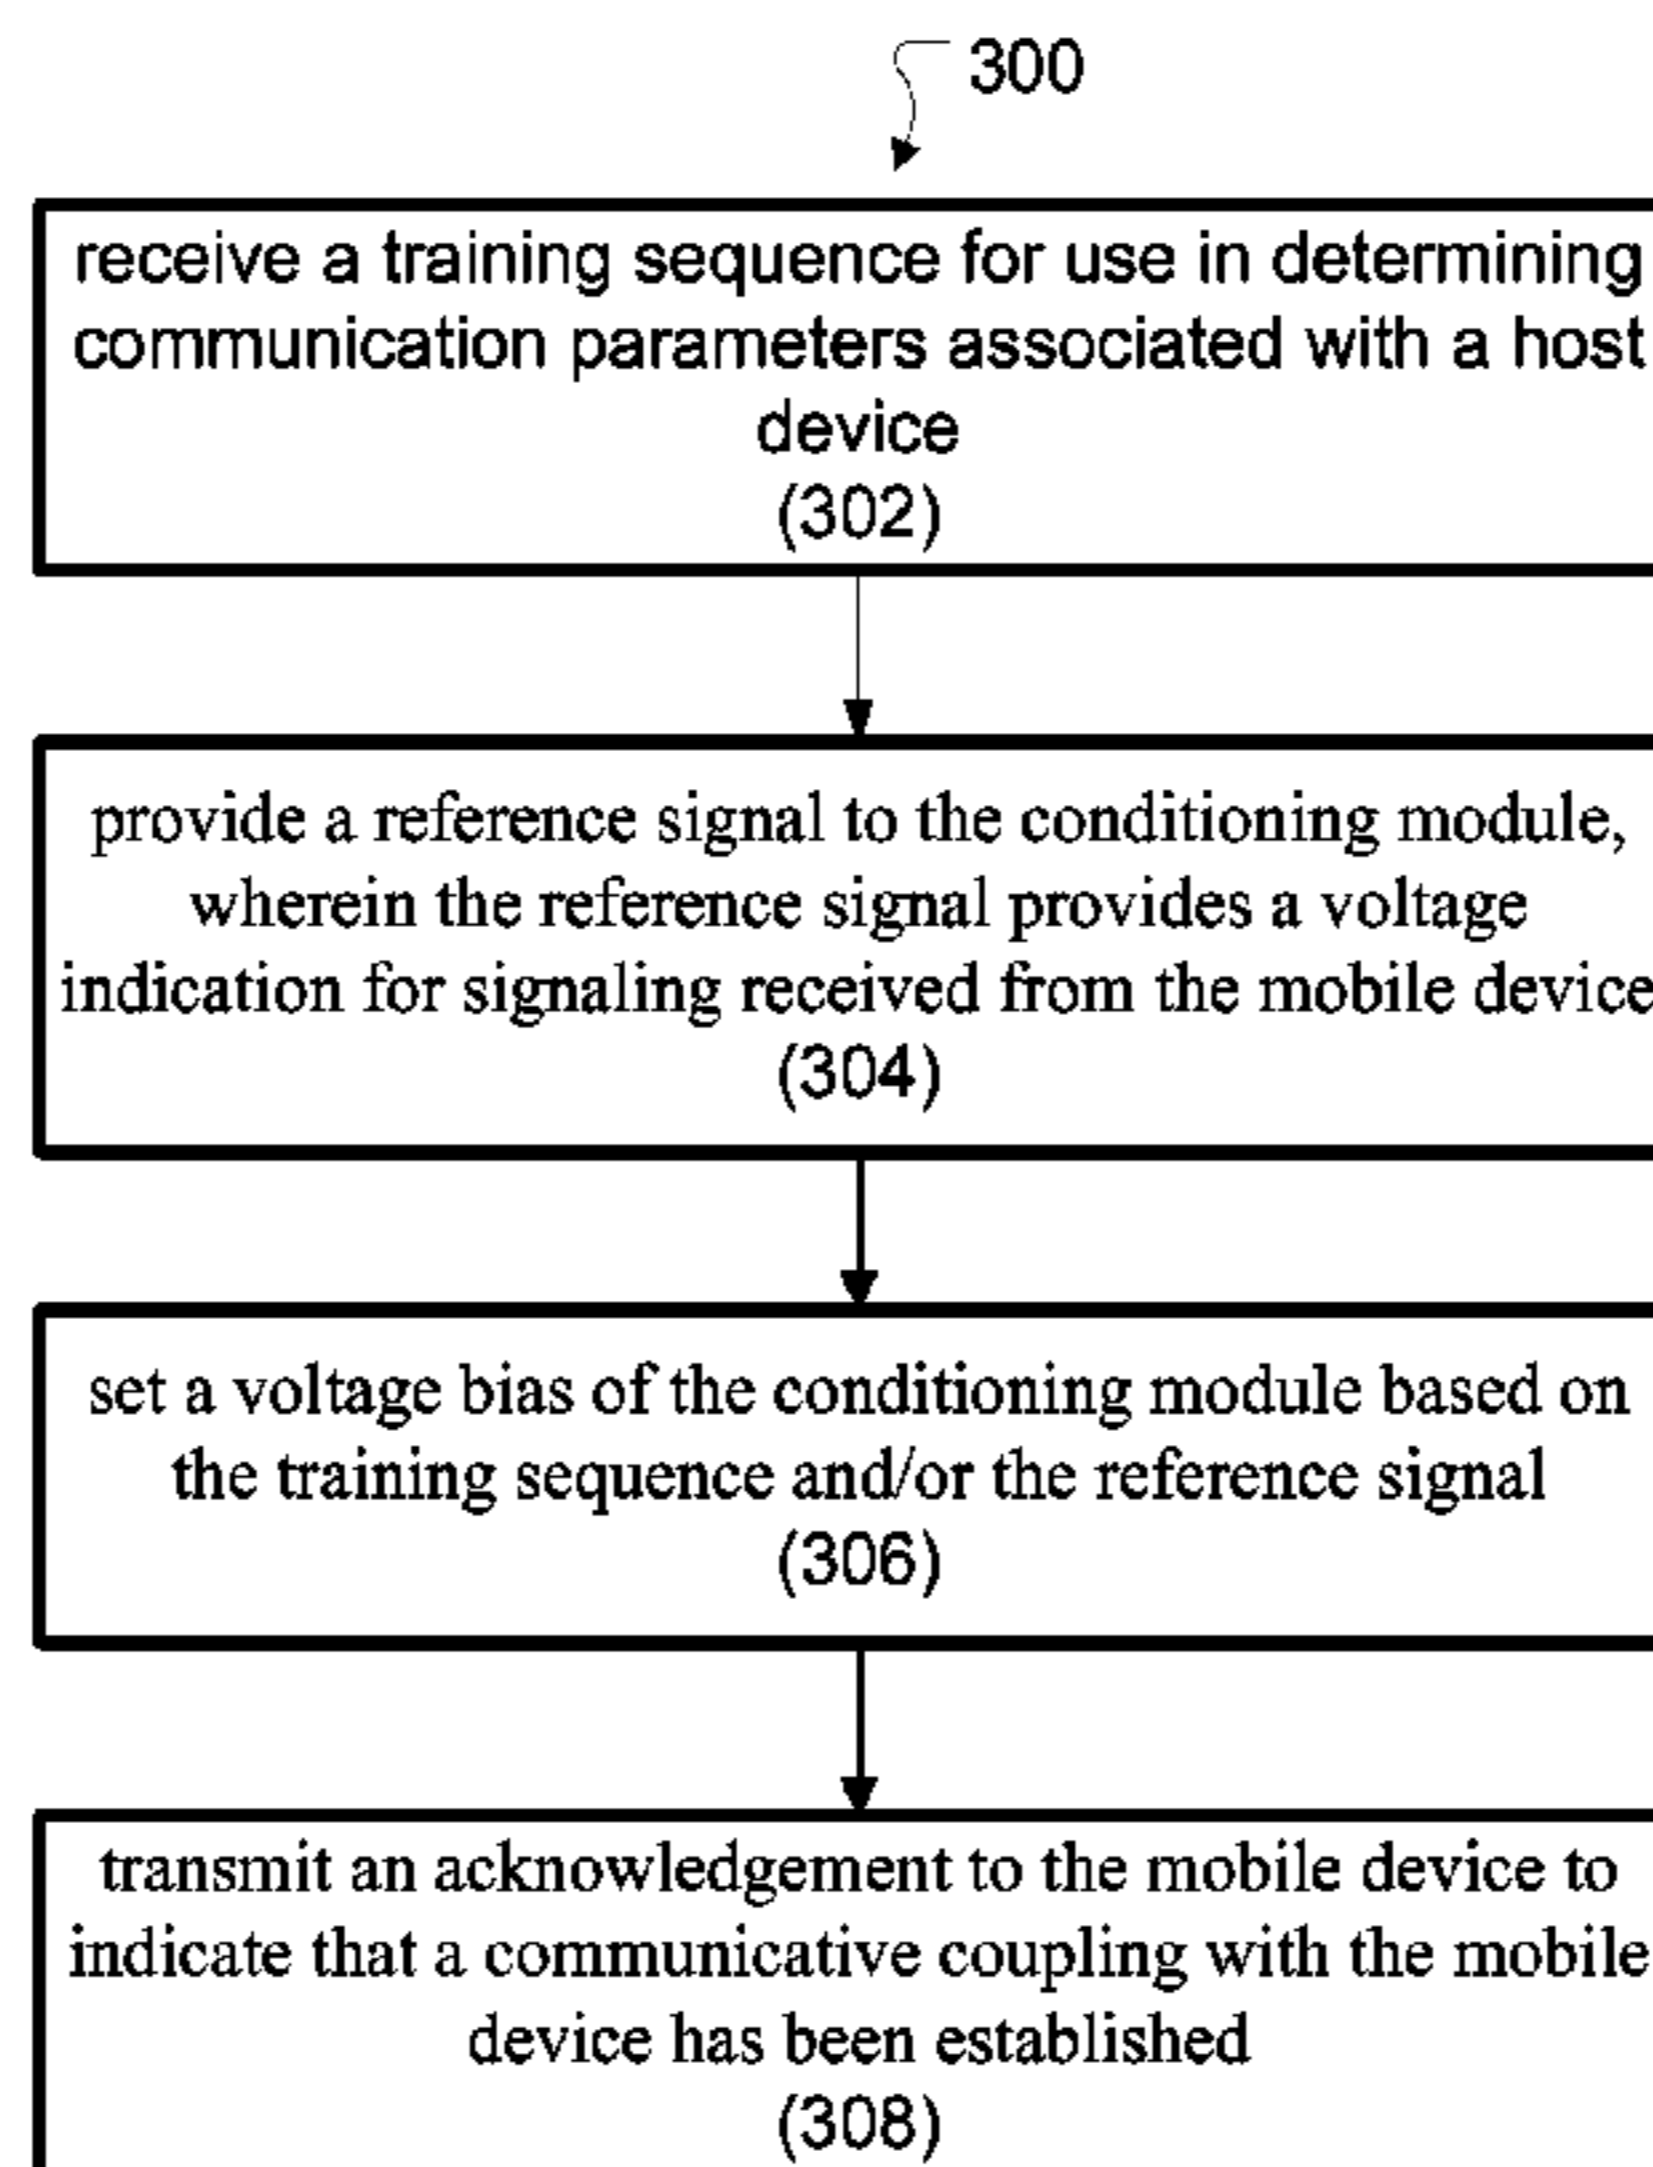 300
receive a training sequence for use in determining
communication parameters associated with a host
device
(302)
provide a reference signal to the conditioning module,
wherein the reference signal provides a voltage
indication for signaling received from the mobile device
(304)
set a voltage bias of the conditioning module based on
the training sequence and/or the reference signal
(306)
transmit an acknowledgement to the mobile device to
indicate that a communicative coupling with the mobile
device has been established
(308)